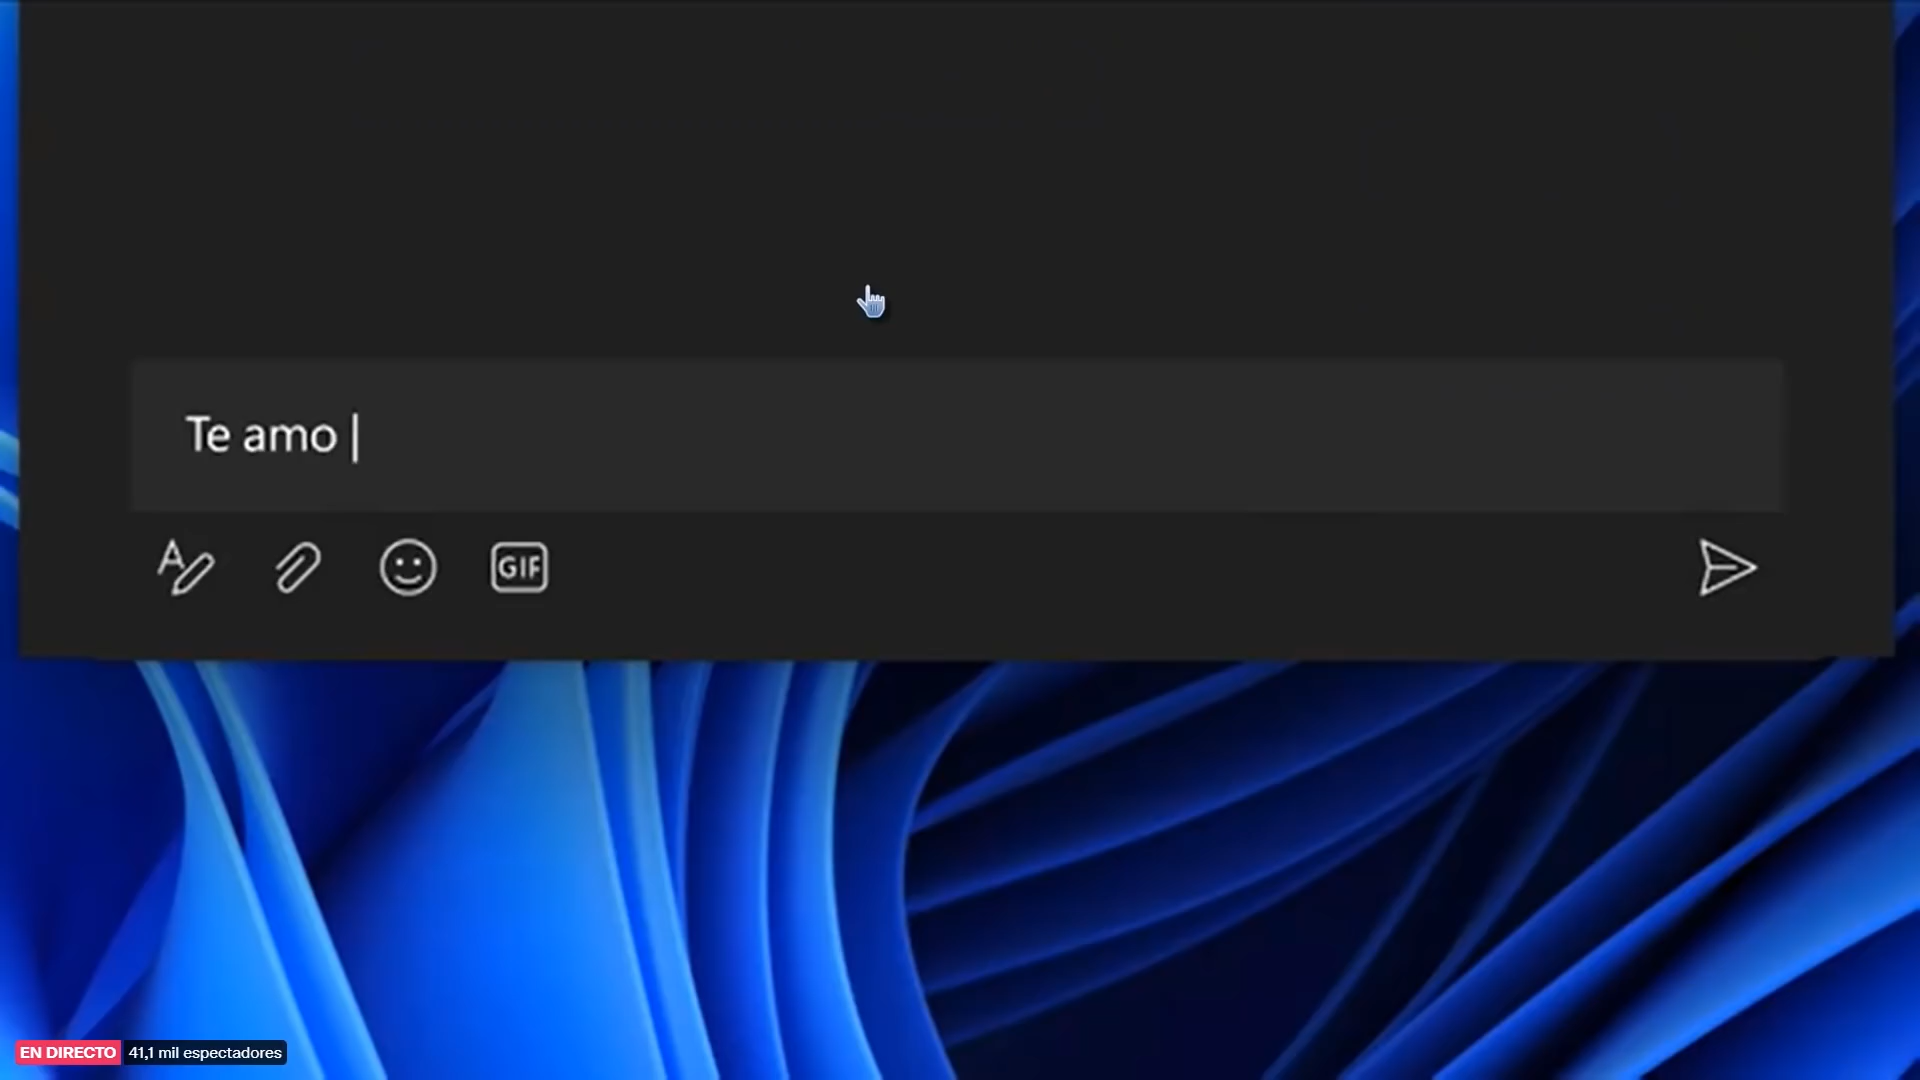 Te amo
GIF
EN DIRECTO 41,1 mil espectadores